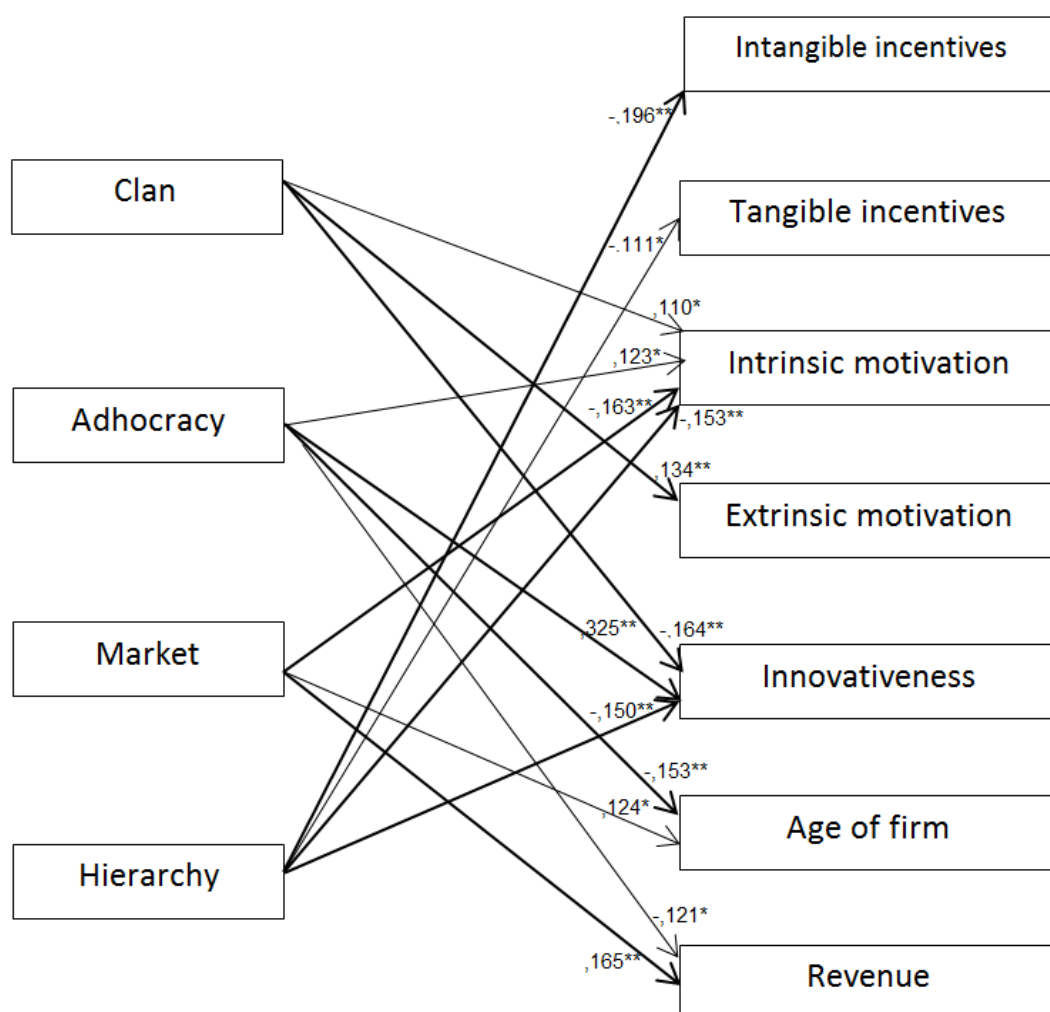 Intangible incentives
-.196**
Clan
Tangible incentives
-.111*
,110*
,123*
Intrinsic motivation
-,163**
-,153**
Adhocracy
,134**
Extrinsic motivation
,325**
-.164**
Market
Innovativeness
-,150**
-,153**
,124*
Age of firm
Hierarchy
-,121*
,165**
Revenue